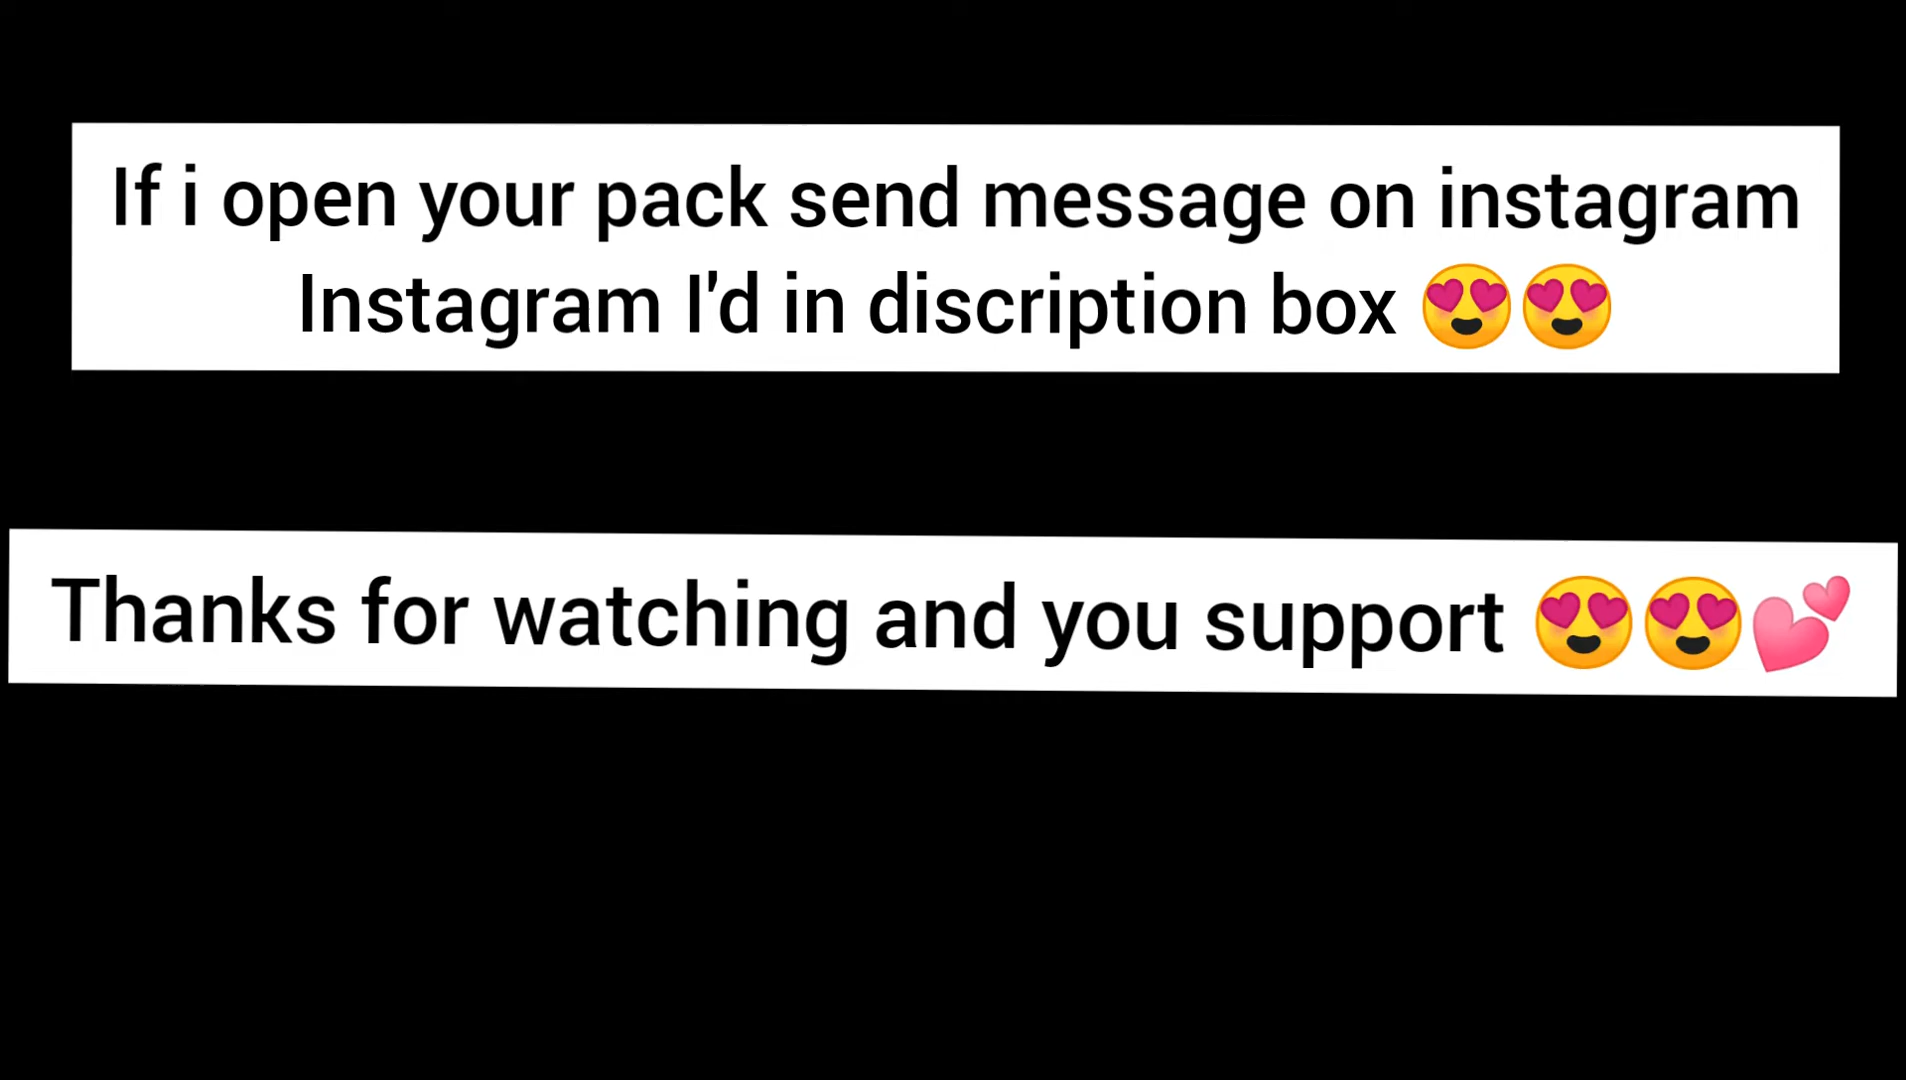 If i open your pack send message on instagram
Instagram I'd in discription box 😍😍
Thanks for watching and you support 😍😍💕